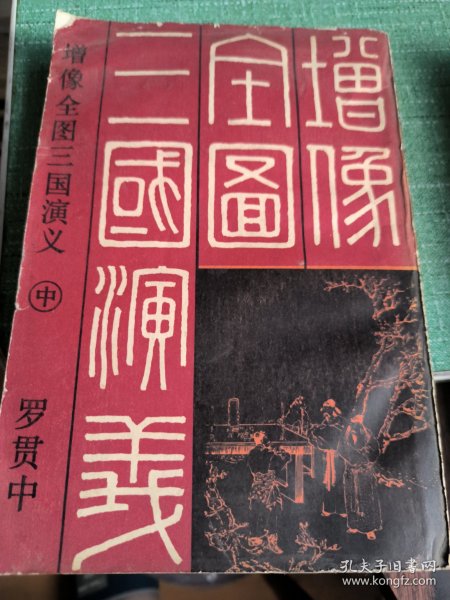 增像
全圖
三國演義
增像全图三国演义 中
罗贯中
孔夫子旧书网
www.kongfz.com